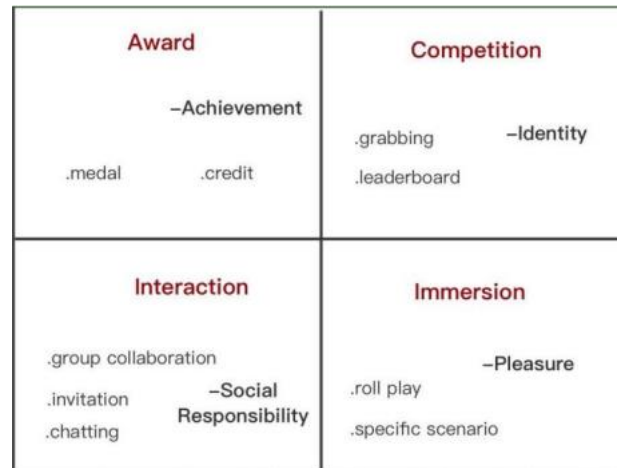 Award
–Achievement
.medal
.credit
Competition
.grabbing
–Identity
.leaderboard
Interaction
.group collaboration
.invitation
–Social
Responsibility
.chatting
Immersion
–Pleasure
.roll play
.specific scenario